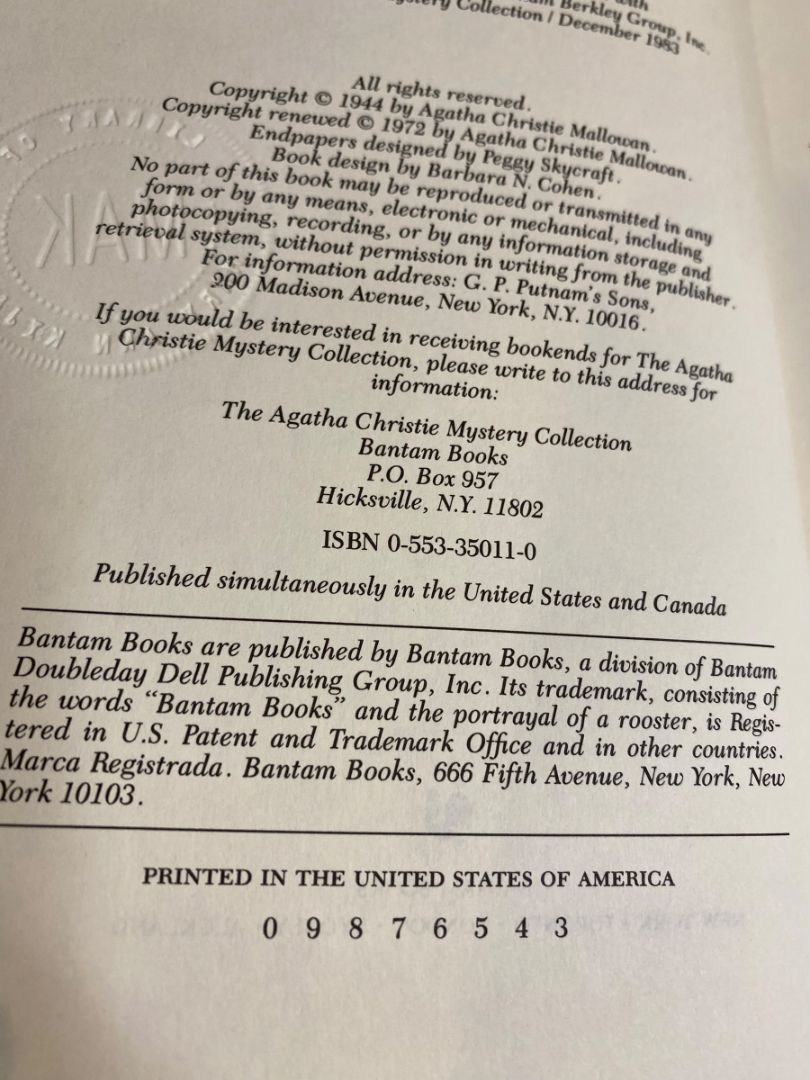 with
Berkley Group, Inc.
Mystery Collection / December 1983
All rights reserved.
Copyright © 1944 by Agatha Christie Mallowan.
Copyright renewed © 1972 by Agatha Christie Mallowan.
Endpapers designed by Peggy Skycraft.
Book design by Barbara N. Cohen.
No part of this book may be reproduced or transmitted in any
form or by any means, electronic or mechanical, including
photocopying, recording, or by any information storage and
retrieval system, without permission in writing from the publisher.
For information address: G. P. Putnam's Sons,
200 Madison Avenue, New York, N.Y. 10016.
If you would be interested in receiving bookends for The Agatha
Christie Mystery Collection, please write to this address for
information:
The Agatha Christie Mystery Collection
Bantam Books
P.O. Box 957
Hicksville, N.Y. 11802
ISBN 0-553-35011-0
Published simultaneously in the United States and Canada
Bantam Books are published by Bantam Books, a division of Bantam
Doubleday Dell Publishing Group, Inc. Its trademark, consisting of
the words "Bantam Books" and the portrayal of a rooster, is Regis-
tered in U.S. Patent and Trademark Office and in other countries.
Marca Registrada. Bantam Books, 666 Fifth Avenue, New York, New
York 10103.
PRINTED IN THE UNITED STATES OF AMERICA
0 9 8 7 6 5 4 3